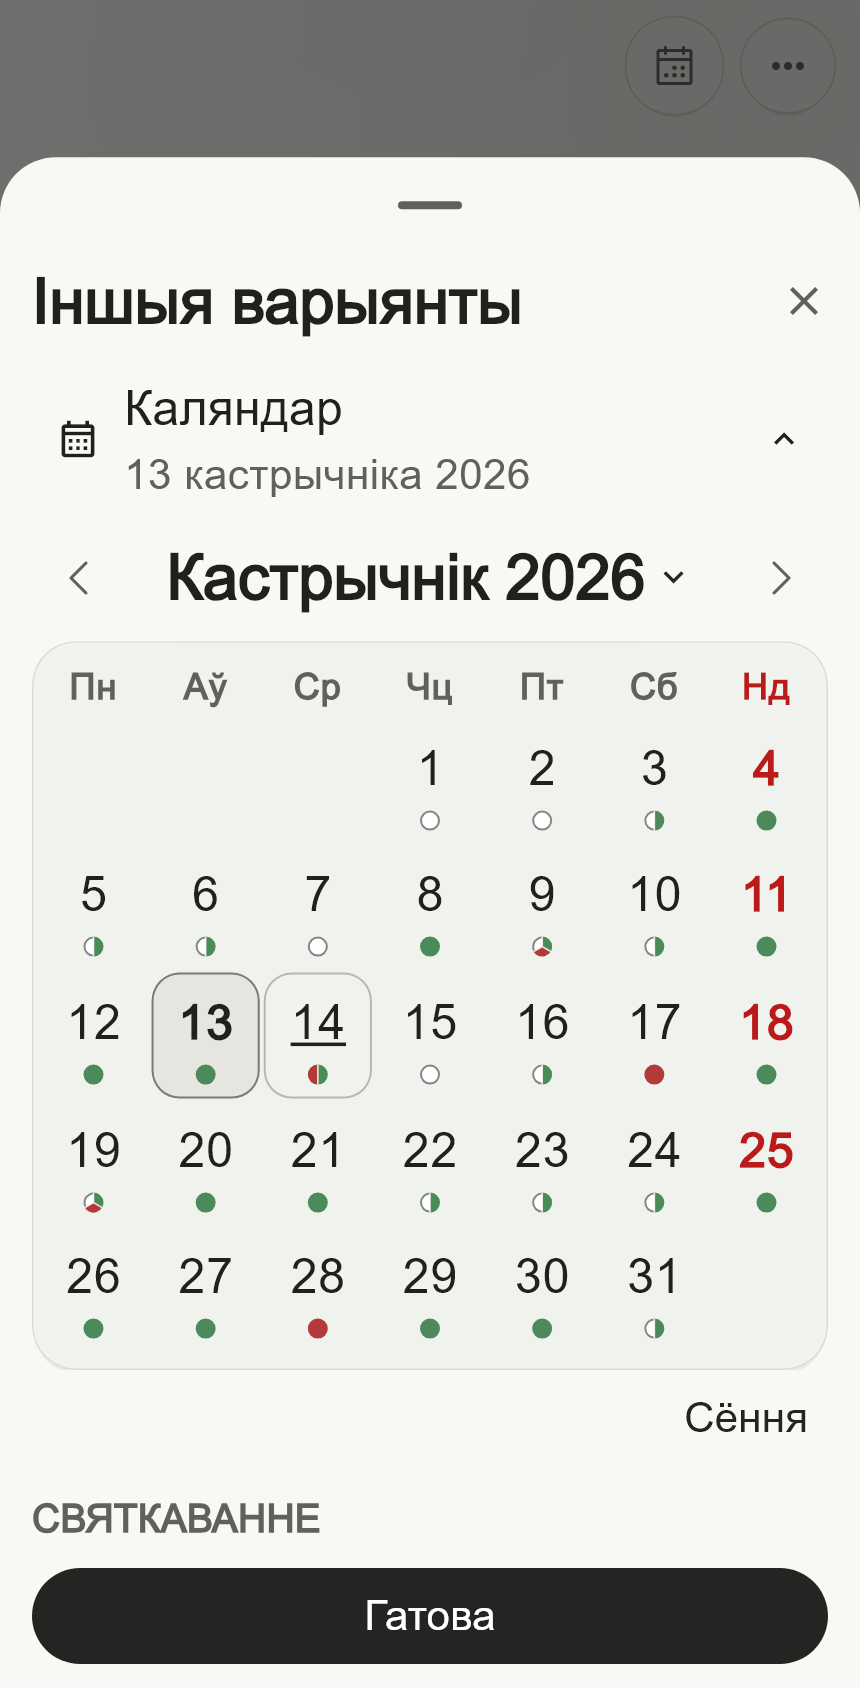 Іншыя варыянты
Каляндар
13 кастрычніка 2026
Кастрычнік 2026
Пн Аў Ср Чц Пт Сб Нд
1 2 3 4
5 6 7 8 9 10 11
12 13 14 15 16 17 18
19 20 21 22 23 24 25
26 27 28 29 30 31
Сёння
СВЯТКАВАННЕ
Гатова